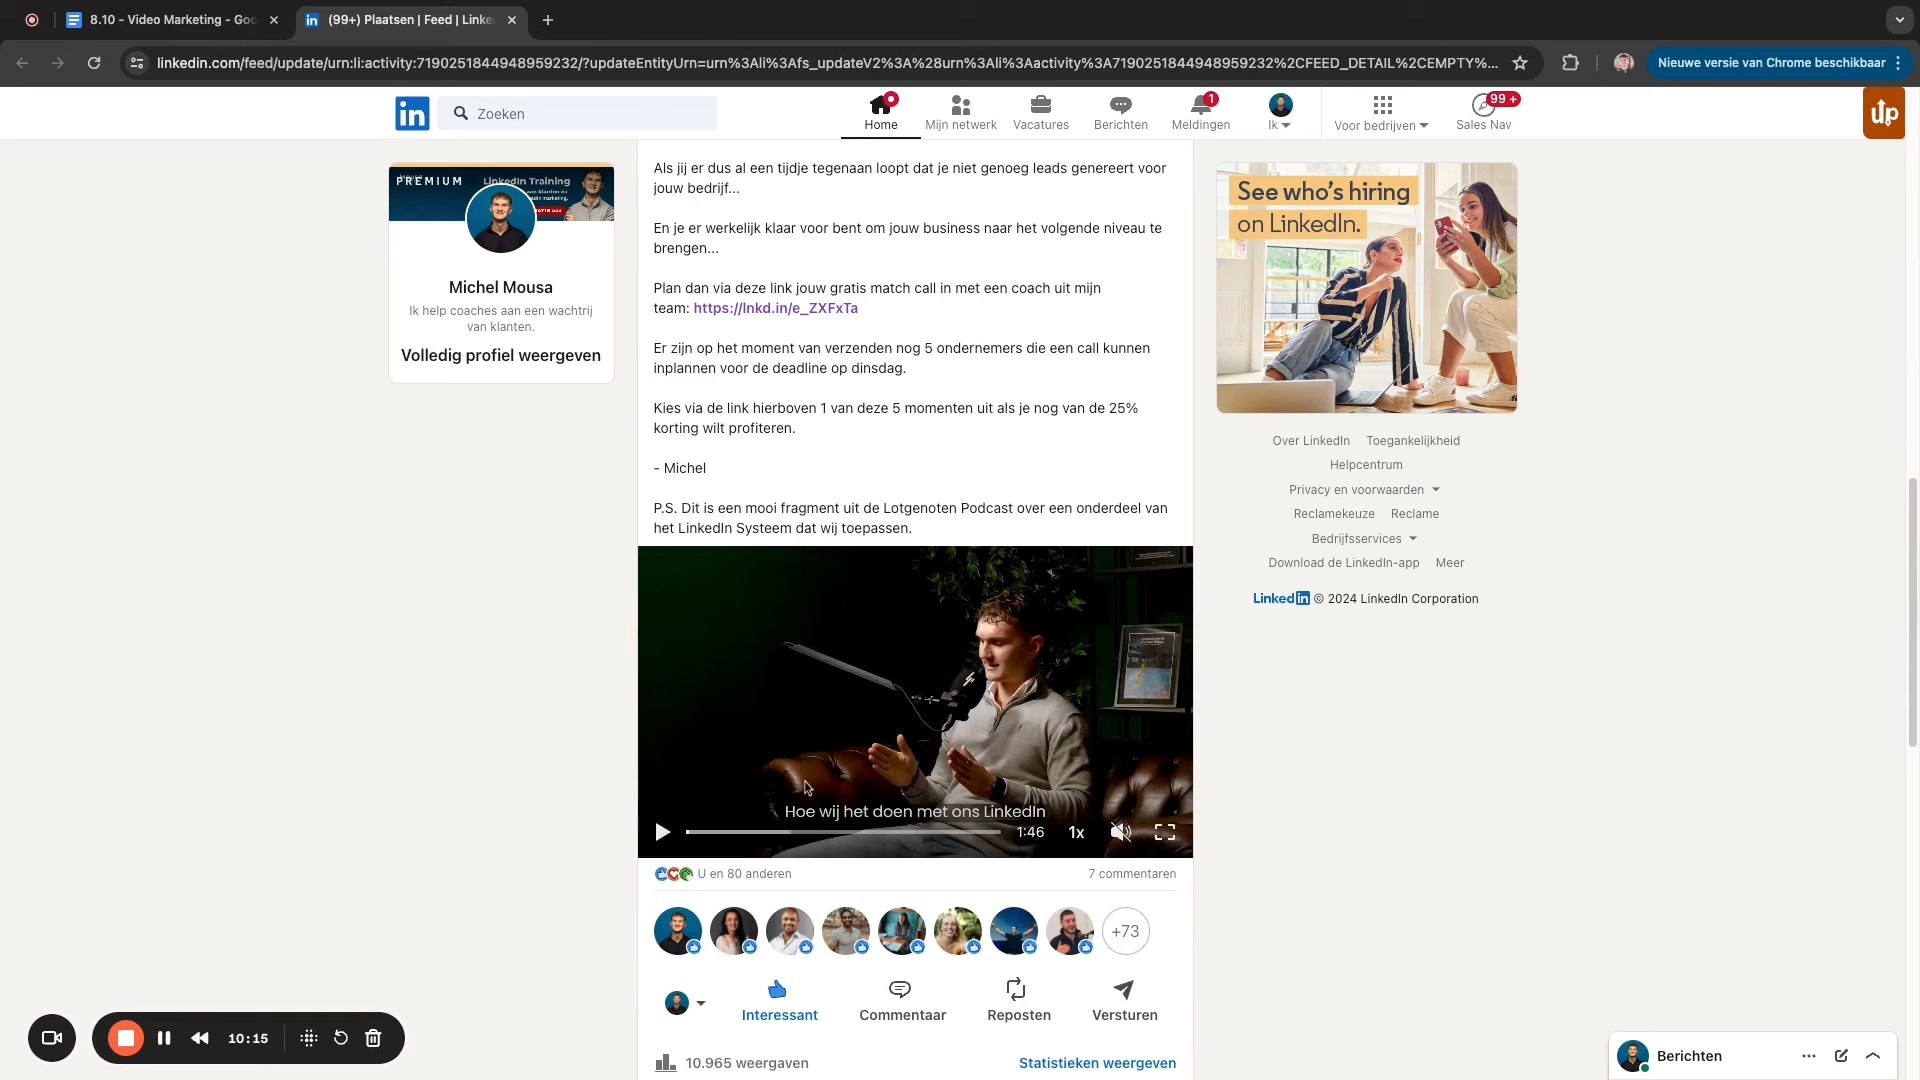 8.10 - Video Marketing - Goo
(99+) Plaatsen | Feed | Linke
linkedin.com/feed/update/urn:li:activity:7190251844948959232/?updateEntityUrn=urn%3Ali%3Afs_updateV2%3A%28urn%3Ali%3Aactivity%3A7190251844948959232%2CFEED_DETAIL%2CEMPTY%...
Nieuwe versie van Chrome beschikbaar
in
Zoeken
Home
Mijn netwerk
Vacatures
Berichten
1
Meldingen
Ik
Voor bedrijven
99 +
Sales Nav
up
PREMIUM
LinkedIn Training
Michel Mousa
Ik help coaches aan een wachtrij
van klanten.
Volledig profiel weergeven
Als jij er dus al een tijdje tegenaan loopt dat je niet genoeg leads genereert voor
jouw bedrijf...
En je er werkelijk klaar voor bent om jouw business naar het volgende niveau te
brengen...
Plan dan via deze link jouw gratis match call in met een coach uit mijn
team: https://lnkd.in/e_ZXFxTa
Er zijn op het moment van verzenden nog 5 ondernemers die een call kunnen
inplannen voor de deadline op dinsdag.
Kies via de link hierboven 1 van deze 5 momenten uit als je nog van de 25%
korting wilt profiteren.
- Michel
P.S. Dit is een mooi fragment uit de Lotgenoten Podcast over een onderdeel van
het LinkedIn Systeem dat wij toepassen.
Hoe wij het doen met ons LinkedIn
1:46
1x
U en 80 anderen
7 commentaren
+73
Interessant
Commentaar
Reposten
Versturen
10.965 weergaven
Statistieken weergeven
See who's hiring
on LinkedIn.
Over LinkedIn Toegankelijkheid
Helpcentrum
Privacy en voorwaarden
Reclamekeuze Reclame
Bedrijfsservices
Download de LinkedIn-app Meer
Linked in © 2024 LinkedIn Corporation
10:15
Berichten